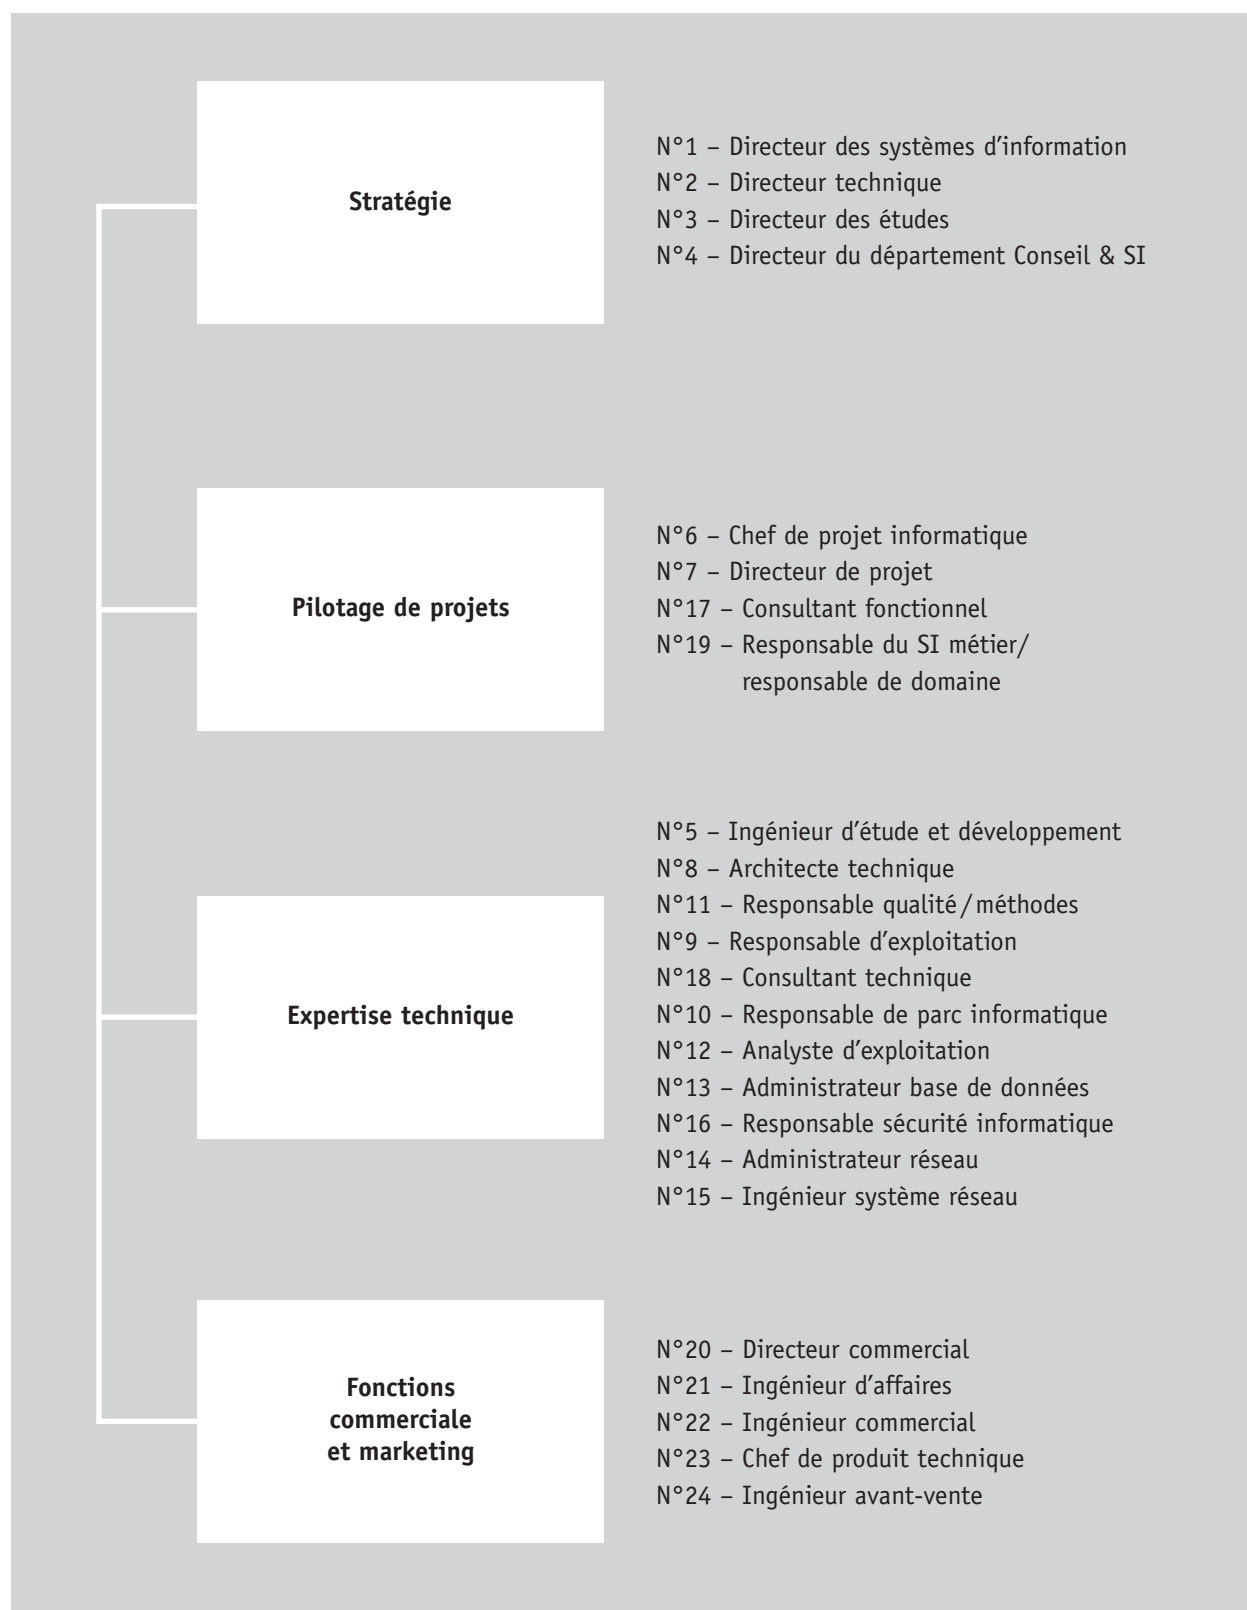 Stratégie
N°1 – Directeur des systèmes d'information
N°2 – Directeur technique
N°3 – Directeur des études
N°4 – Directeur du département Conseil & SI
Pilotage de projets
N°6 – Chef de projet informatique
N°7 – Directeur de projet
N°17 – Consultant fonctionnel
N°19 – Responsable du SI métier/
responsable de domaine
Expertise technique
N°5 – Ingénieur d'étude et développement
N°8 – Architecte technique
N°11 – Responsable qualité/méthodes
N°9 – Responsable d'exploitation
N°18 – Consultant technique
N°10 – Responsable de parc informatique
N°12 – Analyste d'exploitation
N°13 – Administrateur base de données
N°16 – Responsable sécurité informatique
N°14 – Administrateur réseau
N°15 – Ingénieur système réseau
Fonctions
commerciale
et marketing
N°20 – Directeur commercial
N°21 – Ingénieur d'affaires
N°22 – Ingénieur commercial
N°23 – Chef de produit technique
N°24 – Ingénieur avant-vente